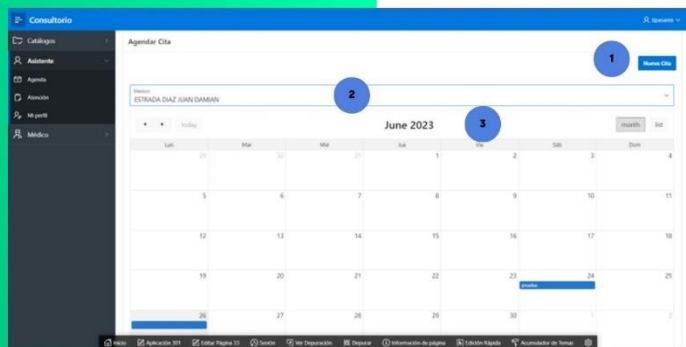 Consultorio
Catálogos
Asistente
Agenda
Atención
Mi perfil
Médico
Agendar Cita
1
Nueva Cita
Médico
ESTRADA DIAZ JUAN DAMIAN
2
today
June 2023
3
month list
Lun Mar Mié Jue Vie Sáb Dom
29 30 31 1 2 3 4
5 6 7 8 9 10 11
12 13 14 15 16 17 18
19 20 21 22 23 24 25
prueba
26 27 28 29 30 1 2
Inicio Aplicación 301 Editar Página 33 Sesión Ver Depuración Depurar Información de página Edición Rápida Acumulador de Temas